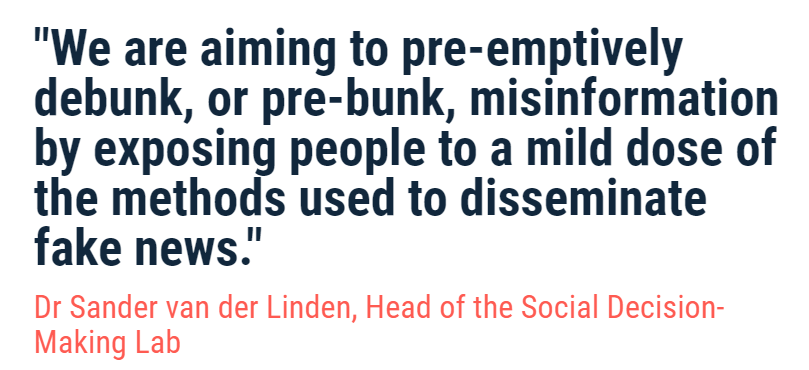 "We are aiming to pre-emptively
debunk, or pre-bunk, misinformation
by exposing people to a mild dose of
the methods used to disseminate
fake news."
Dr Sander van der Linden, Head of the Social Decision-
Making Lab